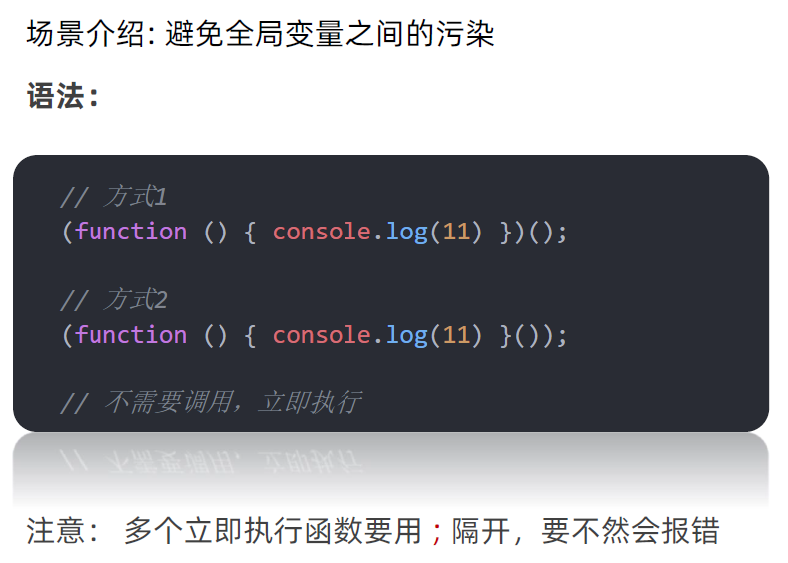 场景介绍: 避免全局变量之间的污染
语法：
// 方式1
(function () { console.log(11) })();
// 方式2
(function () { console.log(11) }());
// 不需要调用，立即执行
注意： 多个立即执行函数要用 ; 隔开，要不然会报错